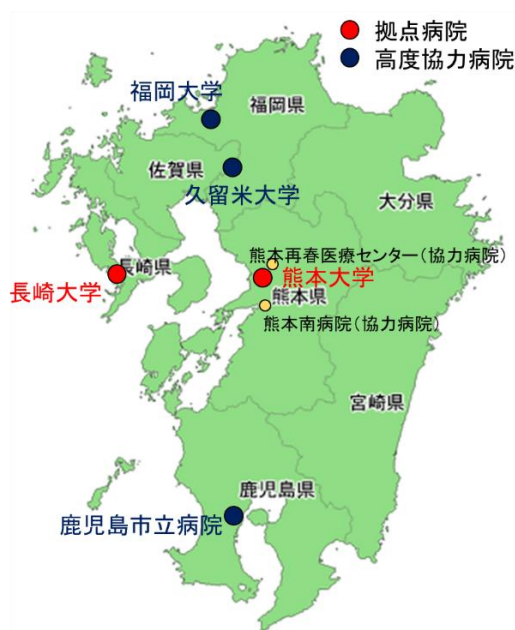 拠点病院
高度協力病院
福岡大学
福岡県
佐賀県
久留米大学
大分県
熊本再春医療センター(協力病院)
長崎県
熊本大学
長崎大学
熊本県
熊本南病院(協力病院)
宮崎県
鹿児島県
鹿児島市立病院